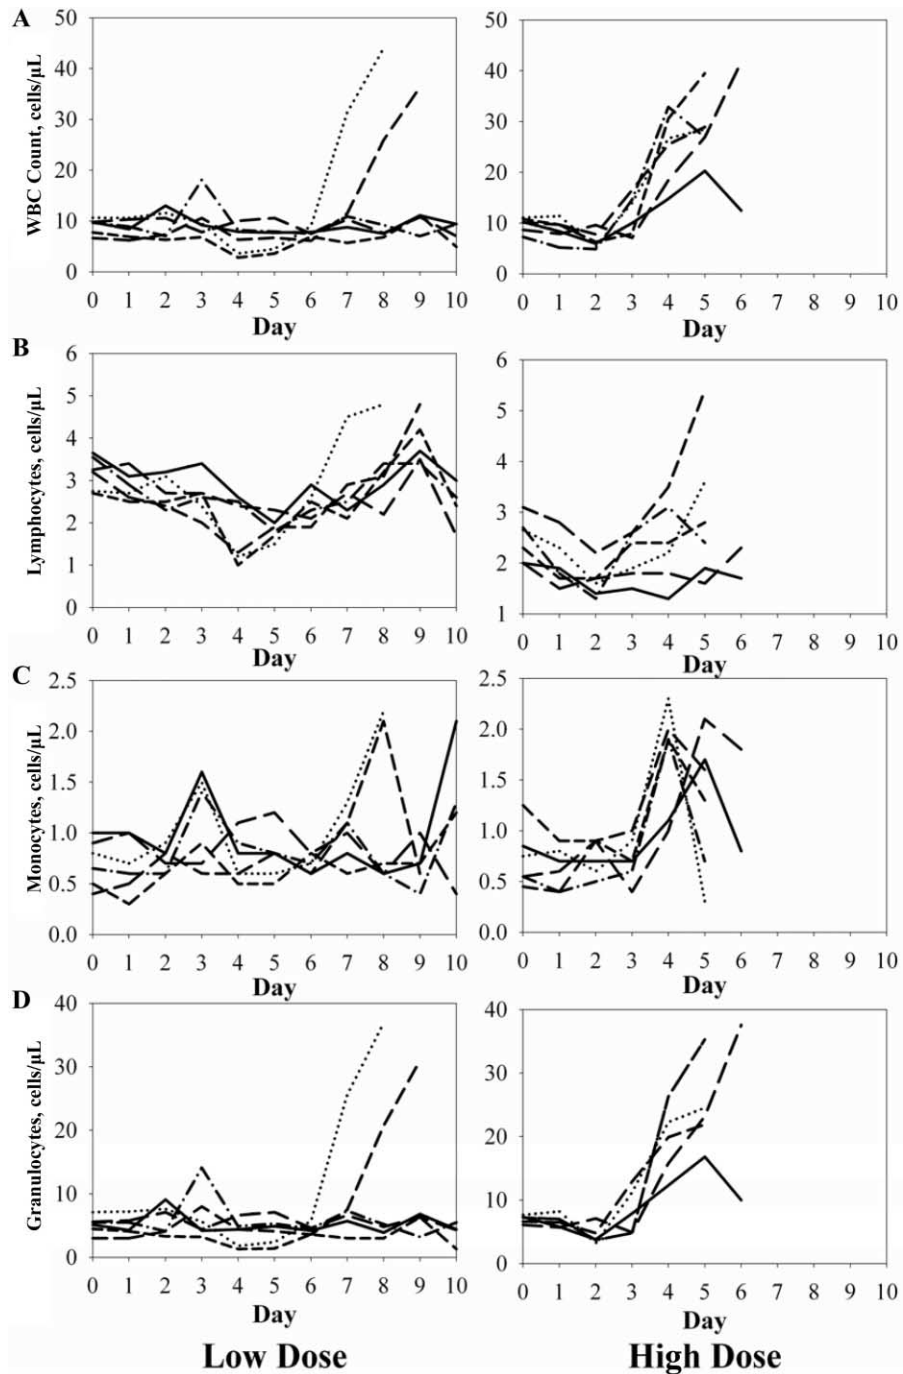 A
WBC Count, cells/µL
50
40
30
20
10
0
0 1 2 3 4 5 6 7 8 9 10
Day
50
40
30
20
10
0
0 1 2 3 4 5 6 7 8 9 10
Day
B
Lymphocytes, cells/µL
6
5
4
3
2
1
0
0 1 2 3 4 5 6 7 8 9 10
Day
6
5
4
3
2
1
0 1 2 3 4 5 6 7 8 9 10
Day
C
Monocytes, cells/µL
2.5
2.0
1.5
1.0
0.5
0.0
0 1 2 3 4 5 6 7 8 9 10
Day
2.5
2.0
1.5
1.0
0.5
0.0
0 1 2 3 4 5 6 7 8 9 10
Day
D
Granulocytes, cells/µL
40
30
20
10
0
0 1 2 3 4 5 6 7 8 9 10
Day
40
30
20
10
0
0 1 2 3 4 5 6 7 8 9 10
Day
Low Dose
High Dose